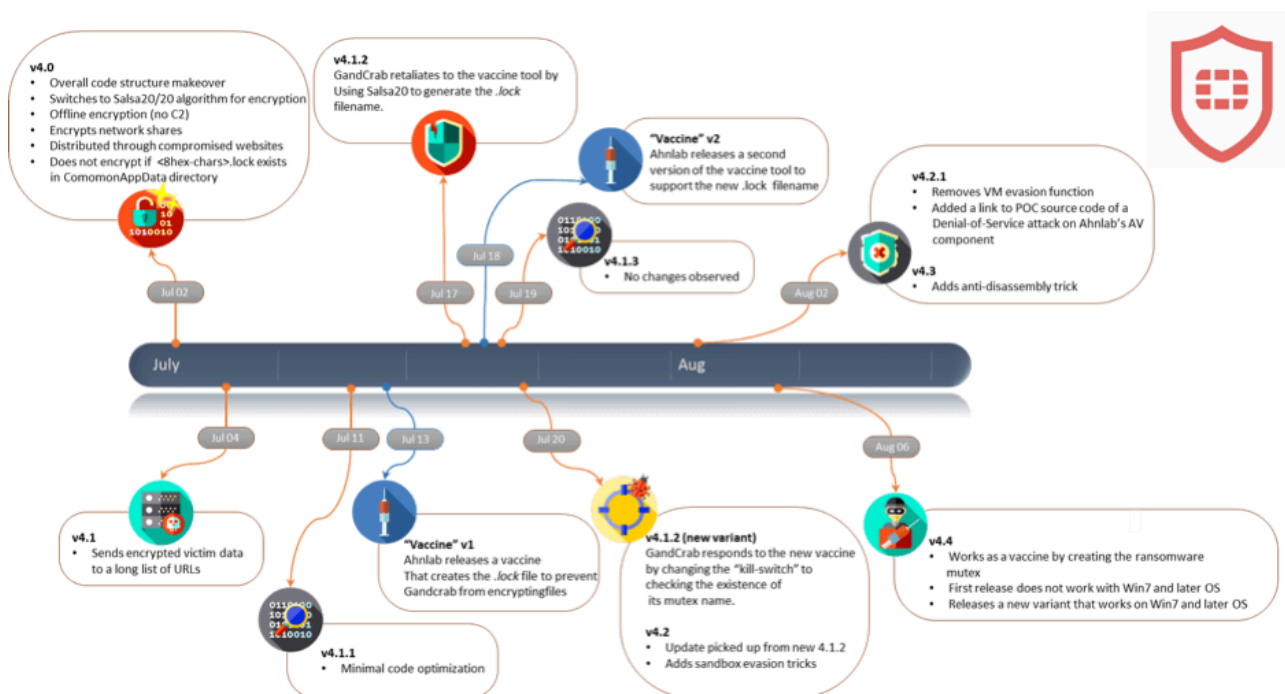 v4.0
• Overall code structure makeover
• Switches to Salsa20/20 algorithm for encryption
• Offline encryption (no C2)
• Encrypts network shares
• Distributed through compromised websites
• Does not encrypt if <8hex-chars>.lock exists
in ComomonAppData directory
v4.1.2
GandCrab retaliates to the vaccine tool by
Using Salsa20 to generate the .lock
filename.
"Vaccine" v2
Ahnlab releases a second
version of the vaccine tool to
support the new .lock filename
v4.1.3
• No changes observed
v4.2.1
• Removes VM evasion function
• Added a link to POC source code of a
Denial-of-Service attack on Ahnlab's AV
component
v4.3
• Adds anti-disassembly trick
Jul 02
Jul 17
Jul 18
Jul 19
Aug 02
July
Aug
Jul 04
Jul 11
Jul 13
Jul 20
Aug 06
v4.1
• Sends encrypted victim data
to a long list of URLs
v4.1.1
• Minimal code optimization
"Vaccine" v1
Ahnlab releases a vaccine
That creates the .lock file to prevent
Gandcrab from encryptingfiles
v4.1.2 (new variant)
GandCrab responds to the new vaccine
by changing the "kill-switch" to
checking the existence of
its mutex name.
v4.2
• Update picked up from new 4.1.2
• Adds sandbox evasion tricks
v4.4
• Works as a vaccine by creating the ransomware
mutex
• First release does not work with Win7 and later OS
• Releases a new variant that works on Win7 and later OS